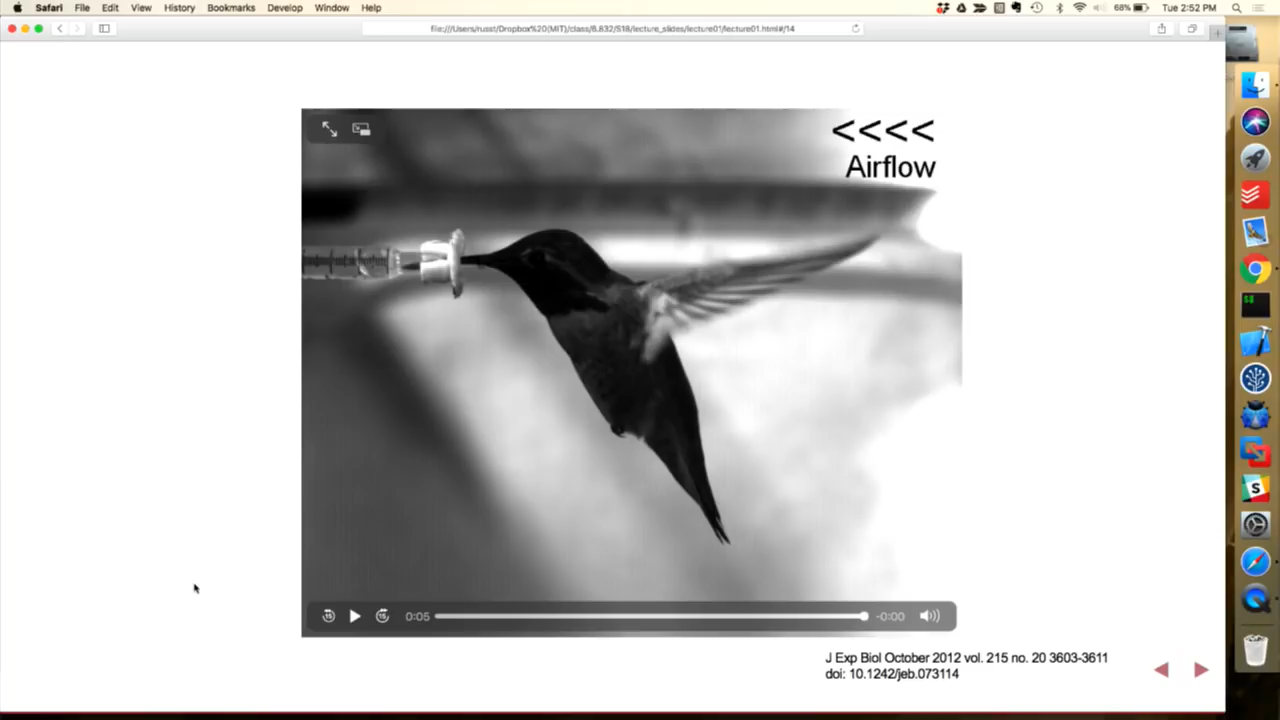 Safari File Edit View History Bookmarks Develop Window Help 68% Tue 2:52 PM
file:///Users/russt/Dropbox%20(MIT)/class/6.832/S18/lecture_slides/lecture01/lecture01.html#/14
<<<<
Airflow
15 15 0:05 -0:00
J Exp Biol October 2012 vol. 215 no. 20 3603-3611
doi: 10.1242/jeb.073114